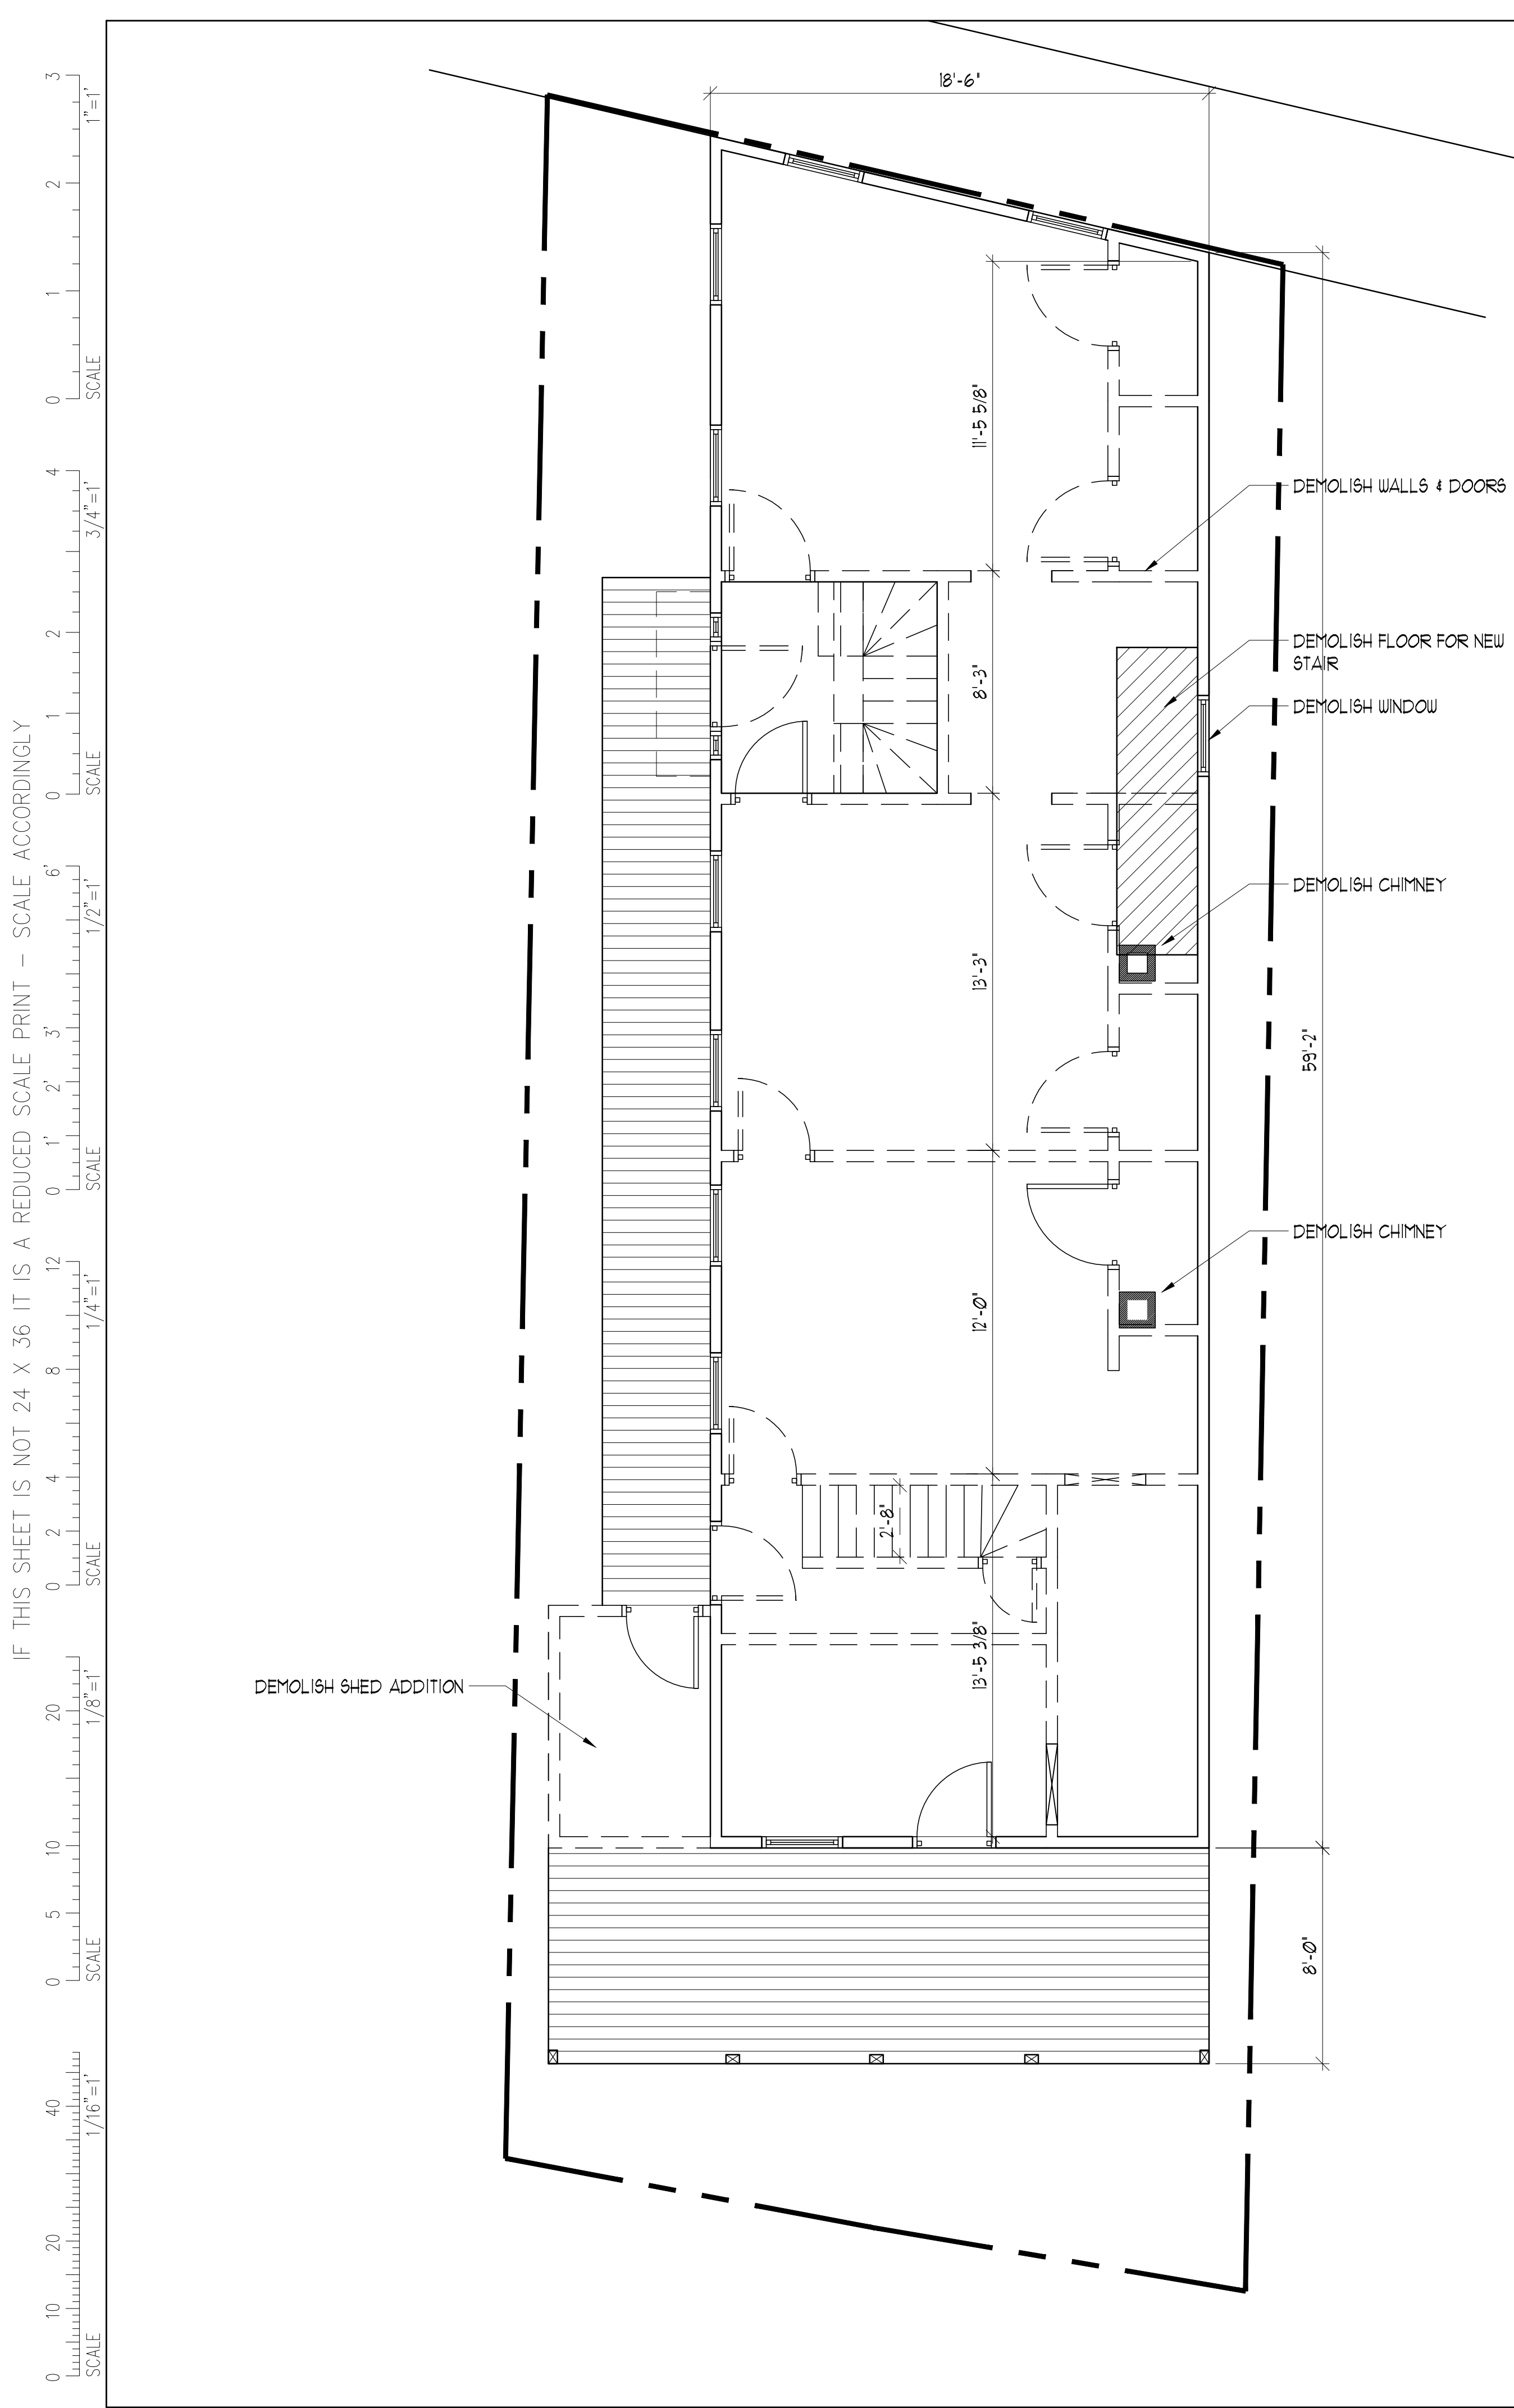 18'-6"
11'-5 5/8"
DEMOLISH WALLS & DOORS
DEMOLISH FLOOR FOR NEW
STAIR
8'-3"
DEMOLISH WINDOW
DEMOLISH CHIMNEY
13'-3"
59'-2"
DEMOLISH CHIMNEY
12'-0"
2'-8"
13'-5 3/8"
DEMOLISH SHED ADDITION
8'-0"
IF THIS SHEET IS NOT 24 X 36 IT IS A REDUCED SCALE PRINT – SCALE ACCORDINGLY
0 1 2 3
SCALE 1"=1'
0 1 2 4
SCALE 3/4"=1'
0 1' 2' 3' 6'
SCALE 1/2"=1'
0 2 4 8 12
SCALE 1/4"=1'
0 5 10 20
SCALE 1/8"=1'
0 10 20 40
SCALE 1/16"=1'